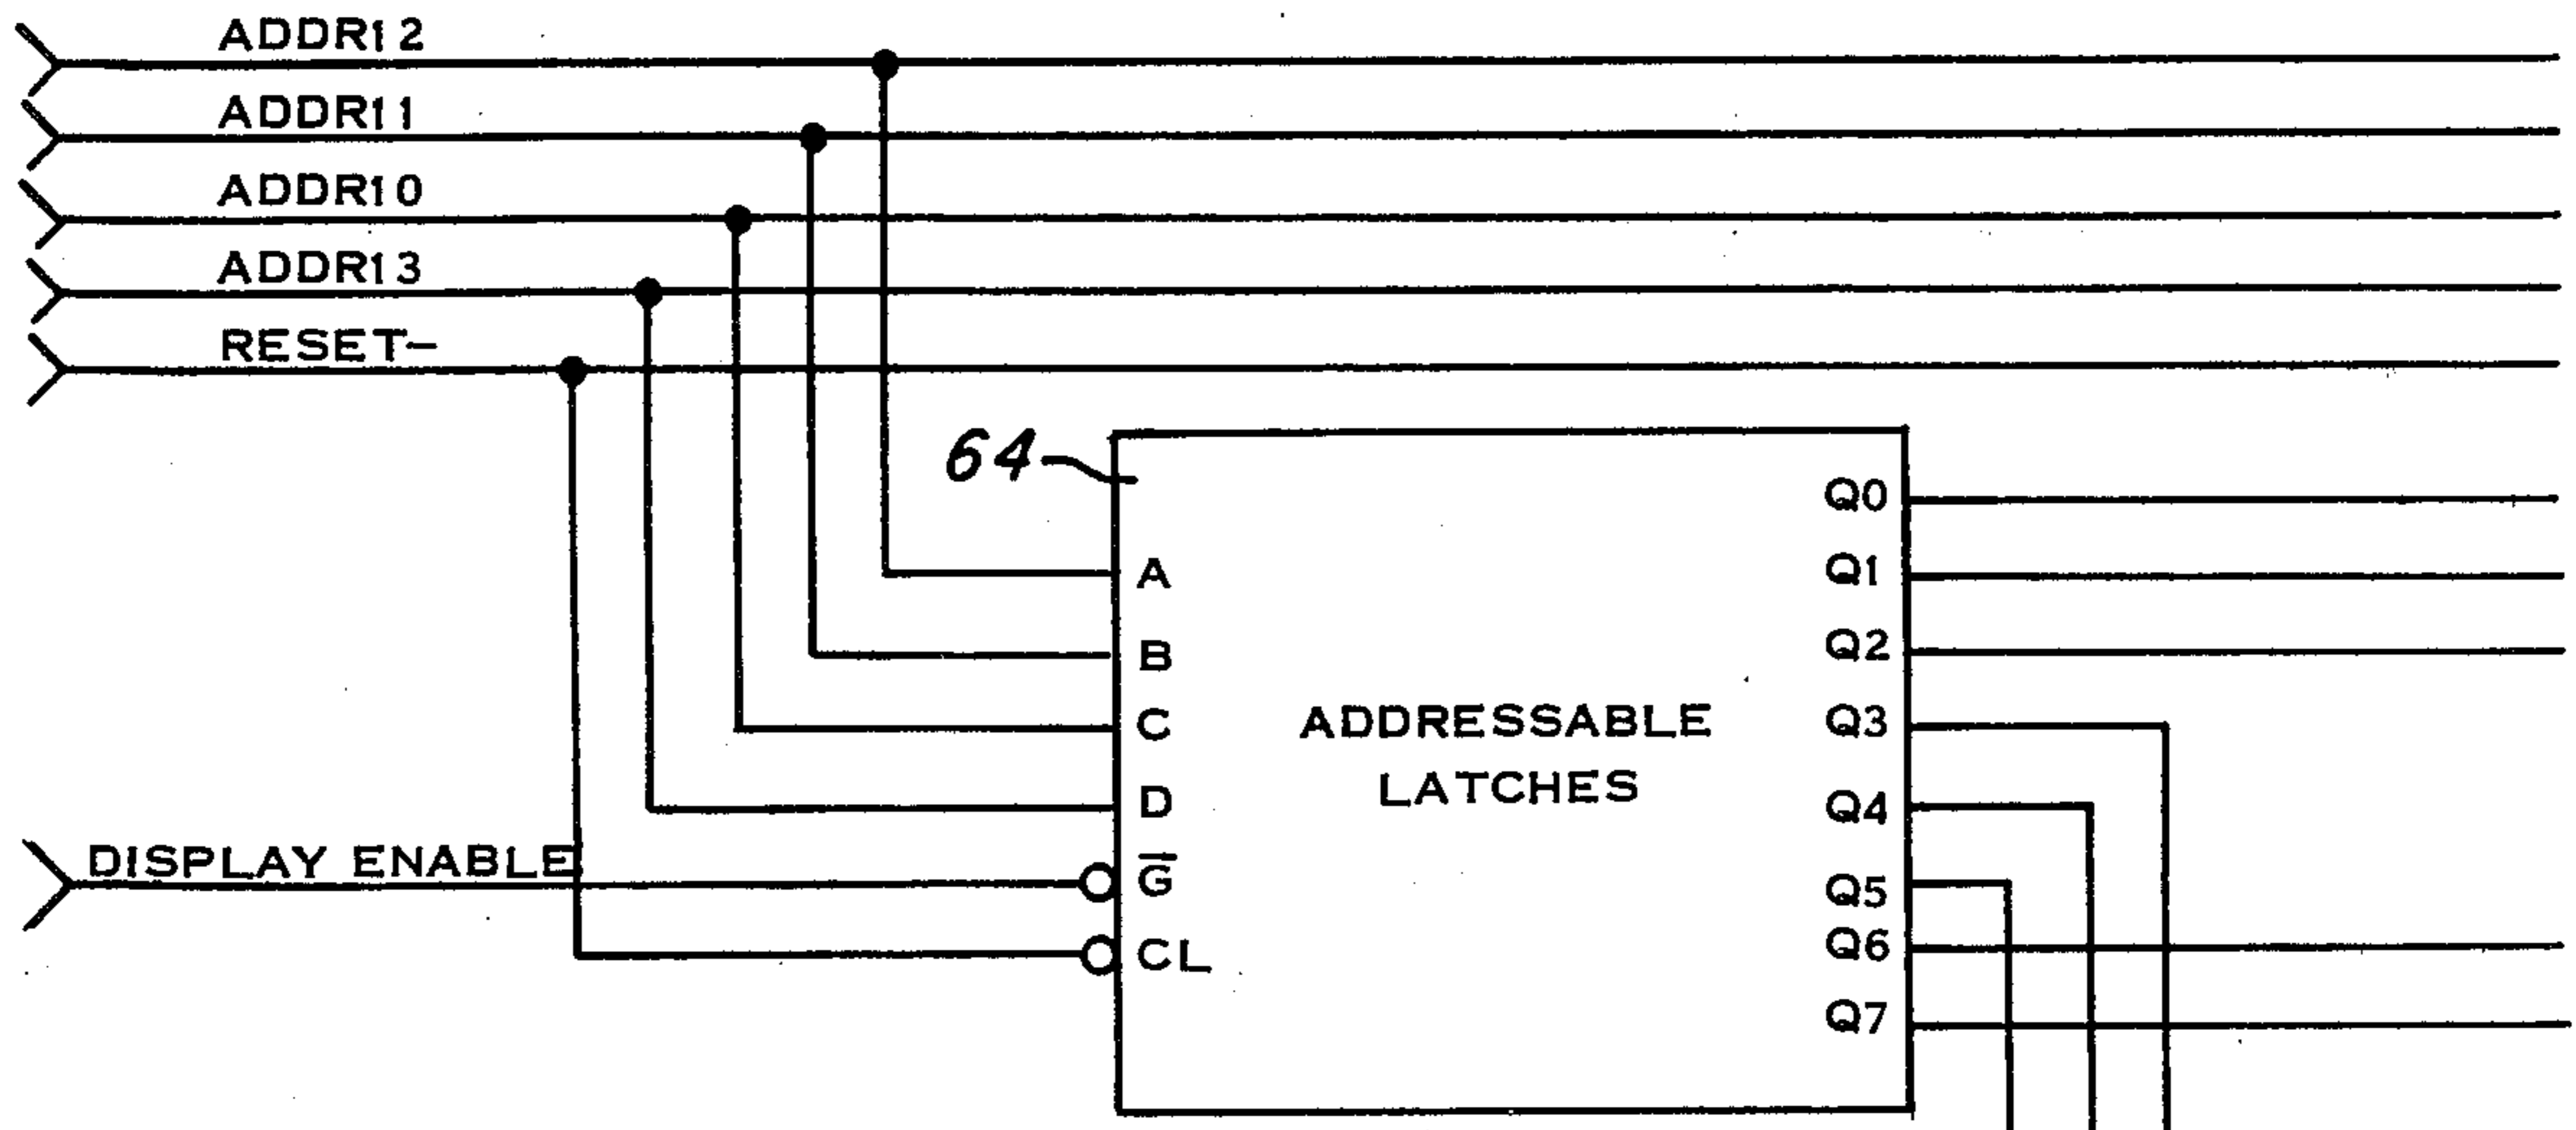 ADDR12
ADDR11
ADDR10
ADDR13
RESET-
64
A
B
C
D
G̅
CL
DISPLAY ENABLE
ADDRESSABLE
LATCHES
Q0
Q1
Q2
Q3
Q4
Q5
Q6
Q7